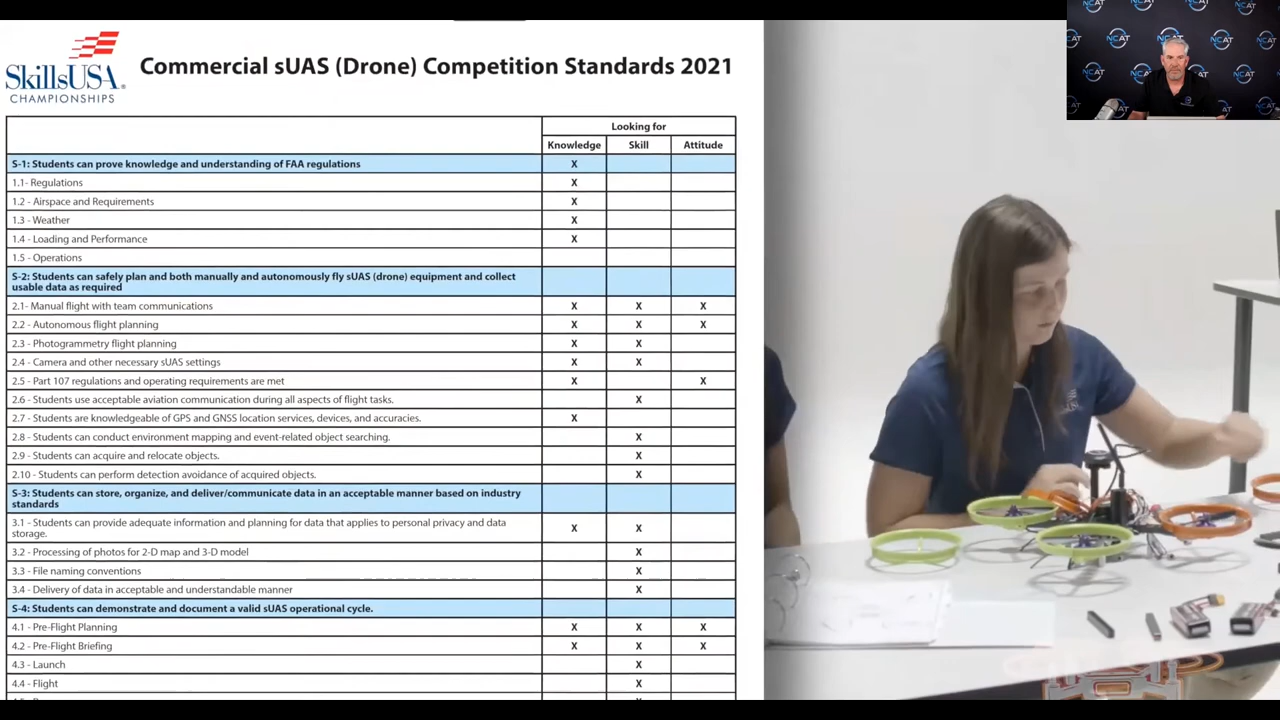 SkillsUSA
CHAMPIONSHIPS
Commercial sUAS (Drone) Competition Standards 2021
Looking for
Knowledge Skill Attitude
S-1: Students can prove knowledge and understanding of FAA regulations X
1.1- Regulations X
1.2 - Airspace and Requirements X
1.3 - Weather X
1.4 - Loading and Performance X
1.5 - Operations
S-2: Students can safely plan and both manually and autonomously fly sUAS (drone) equipment and collect
usable data as required
2.1- Manual flight with team communications X X X
2.2 - Autonomous flight planning X X X
2.3 - Photogrammetry flight planning X X
2.4 - Camera and other necessary sUAS settings X X
2.5 - Part 107 regulations and operating requirements are met X X
2.6 - Students use acceptable aviation communication during all aspects of flight tasks. X
2.7 - Students are knowledgeable of GPS and GNSS location services, devices, and accuracies. X
2.8 - Students can conduct environment mapping and event-related object searching. X
2.9 - Students can acquire and relocate objects. X
2.10 - Students can perform detection avoidance of acquired objects. X
S-3: Students can store, organize, and deliver/communicate data in an acceptable manner based on industry
standards
3.1 - Students can provide adequate information and planning for data that applies to personal privacy and data
storage. X X
3.2 - Processing of photos for 2-D map and 3-D model X
3.3 - File naming conventions X
3.4 - Delivery of data in acceptable and understandable manner X
S-4: Students can demonstrate and document a valid sUAS operational cycle.
4.1 - Pre-Flight Planning X X X
4.2 - Pre-Flight Briefing X X X
4.3 - Launch X
4.4 - Flight X
NCAT